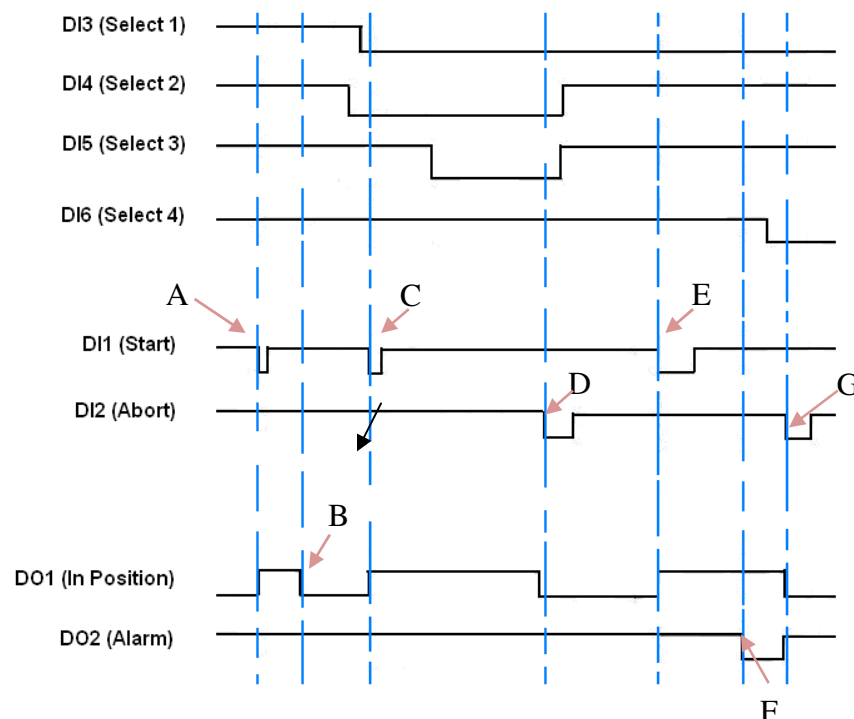 DI3 (Select 1)
DI4 (Select 2)
DI5 (Select 3)
DI6 (Select 4)
A
C
E
DI1 (Start)
D
G
DI2 (Abort)
B
DO1 (In Position)
DO2 (Alarm)
F